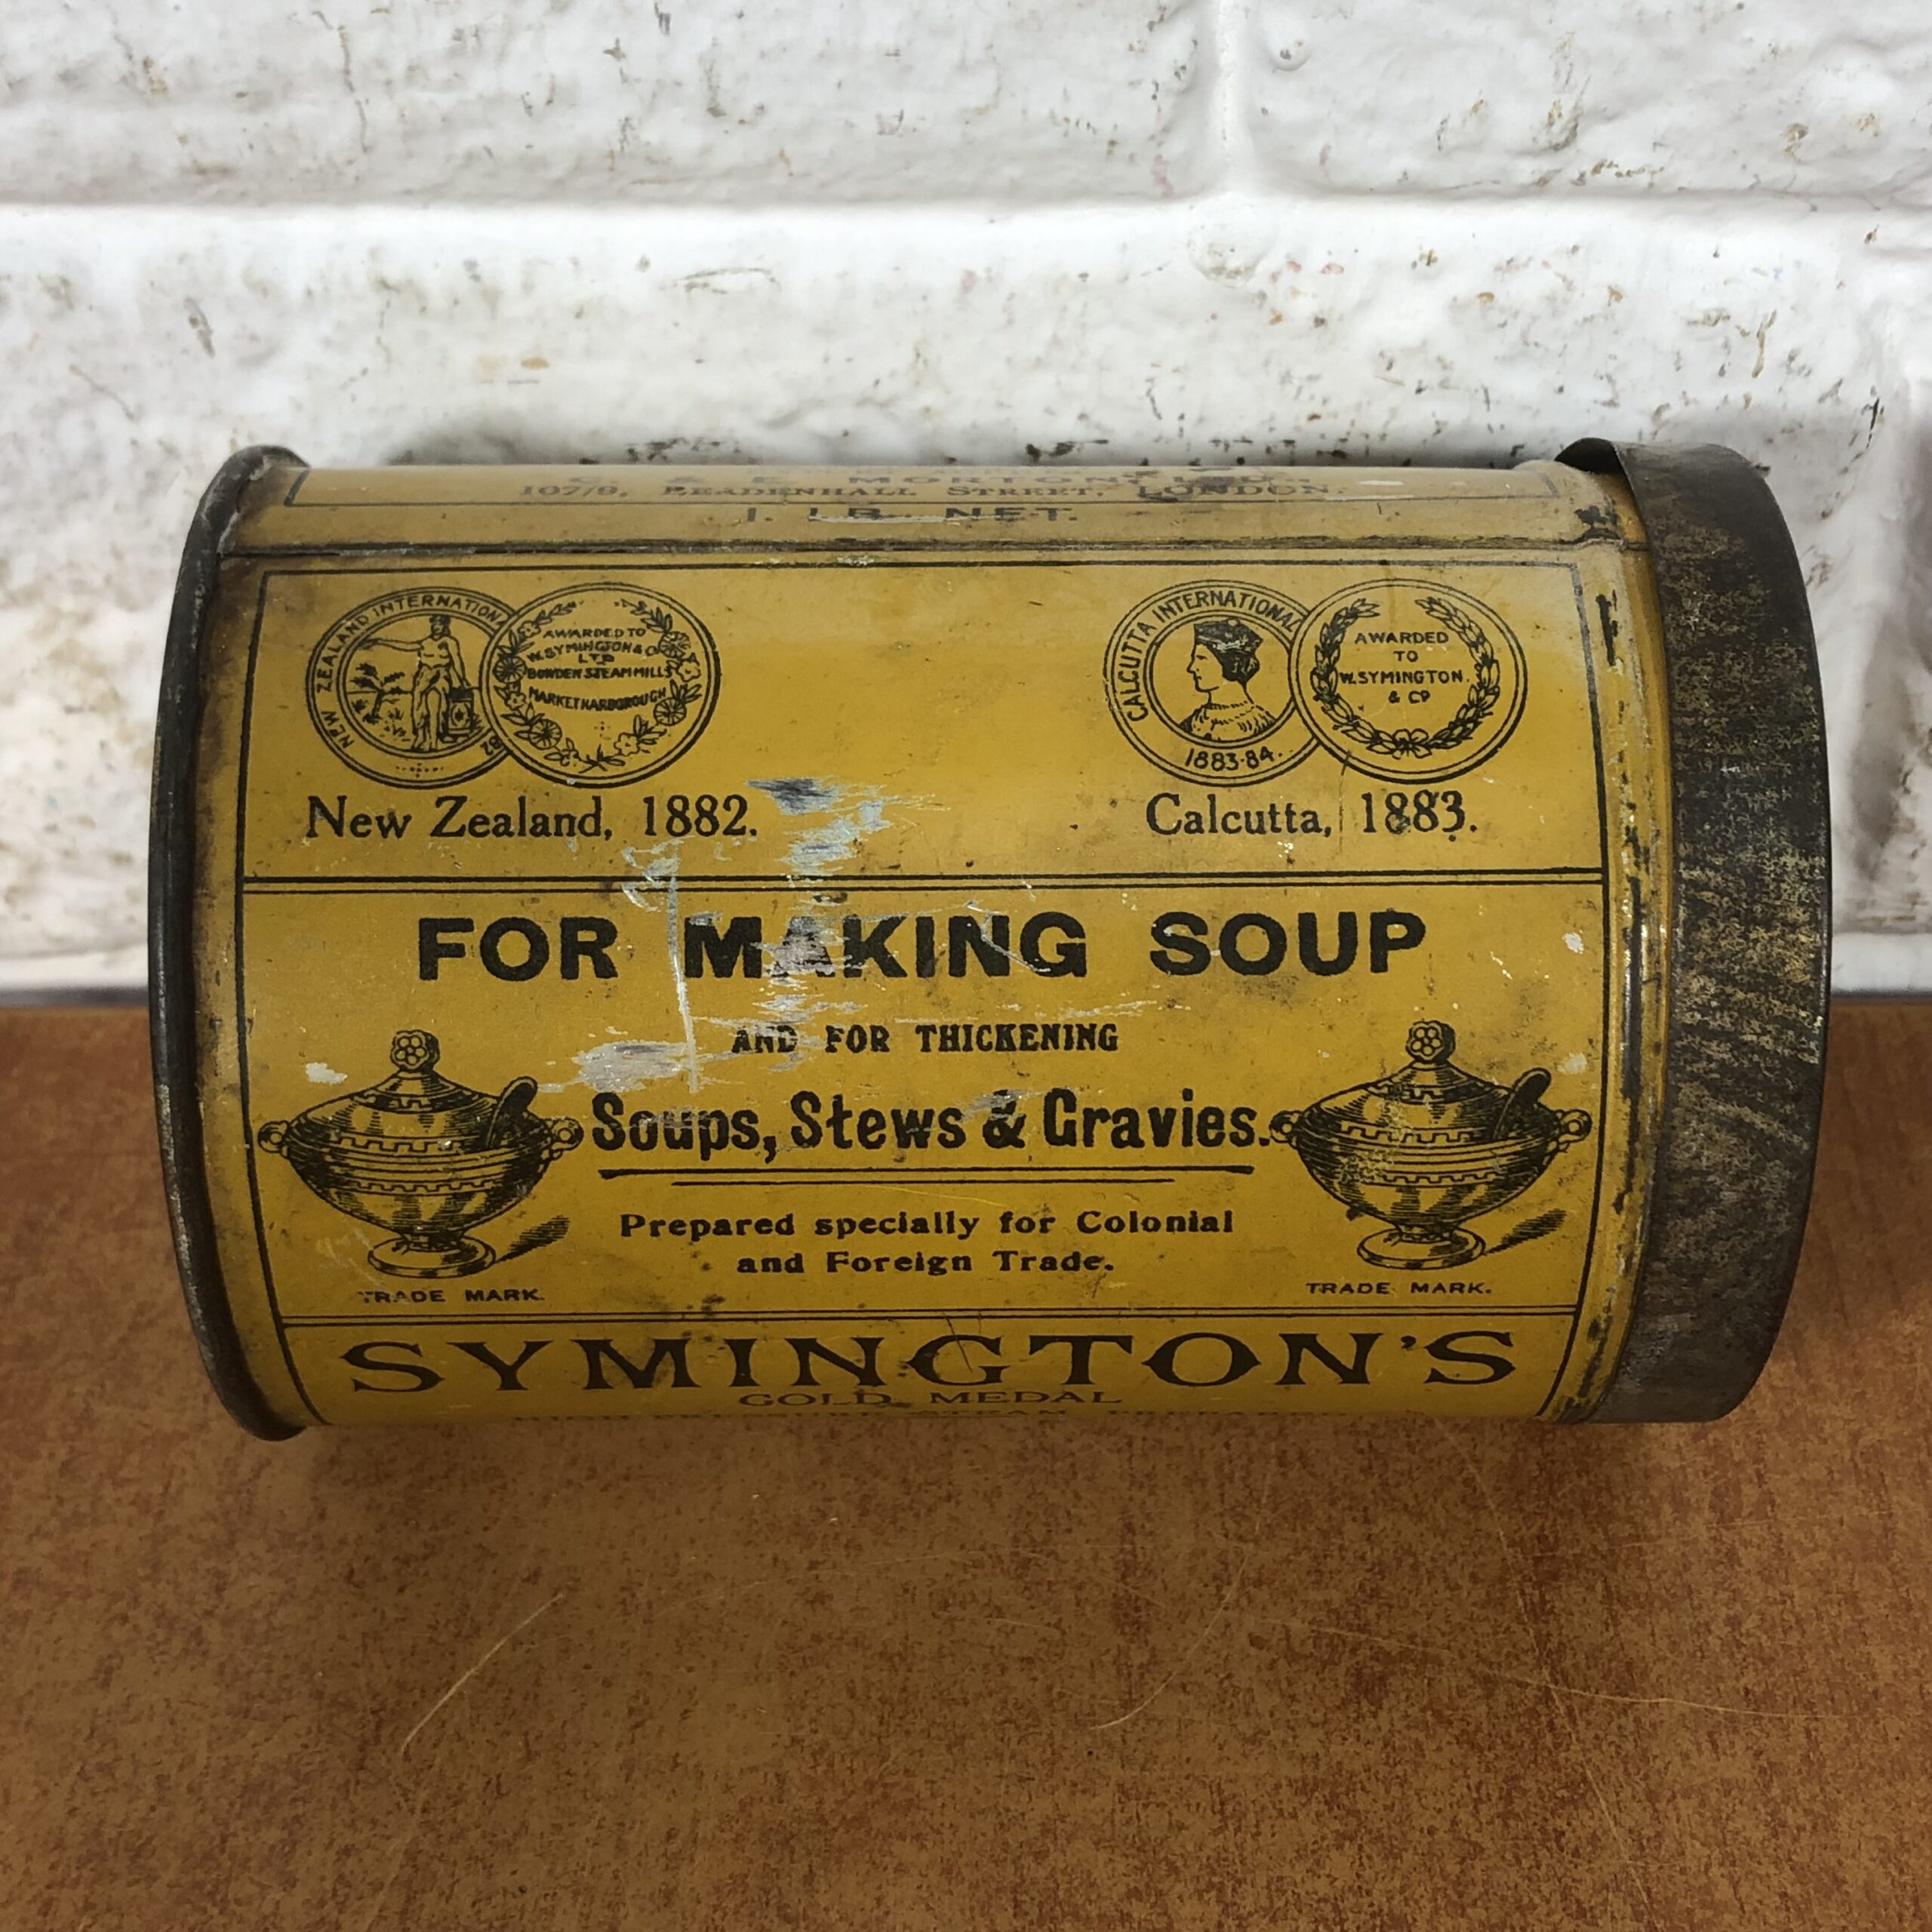 C. & E. MORTON, LTD.,
107/9, LEADENHALL STREET, LONDON.
1. LB. NET.
NEW ZEALAND INTERNATIONAL
82
AWARDED TO
W. SYMINGTON & Co
LTD
BOWDEN STEAM MILLS
MARKET HARBOROUGH
New Zealand, 1882.
CALCUTTA INTERNATIONAL
1883-84.
AWARDED
TO
W. SYMINGTON.
& Co
Calcutta, 1883.
FOR MAKING SOUP
AND FOR THICKENING
Soups, Stews & Gravies.
Prepared specially for Colonial
and Foreign Trade.
TRADE MARK.
TRADE MARK.
SYMINGTON'S
GOLD MEDAL